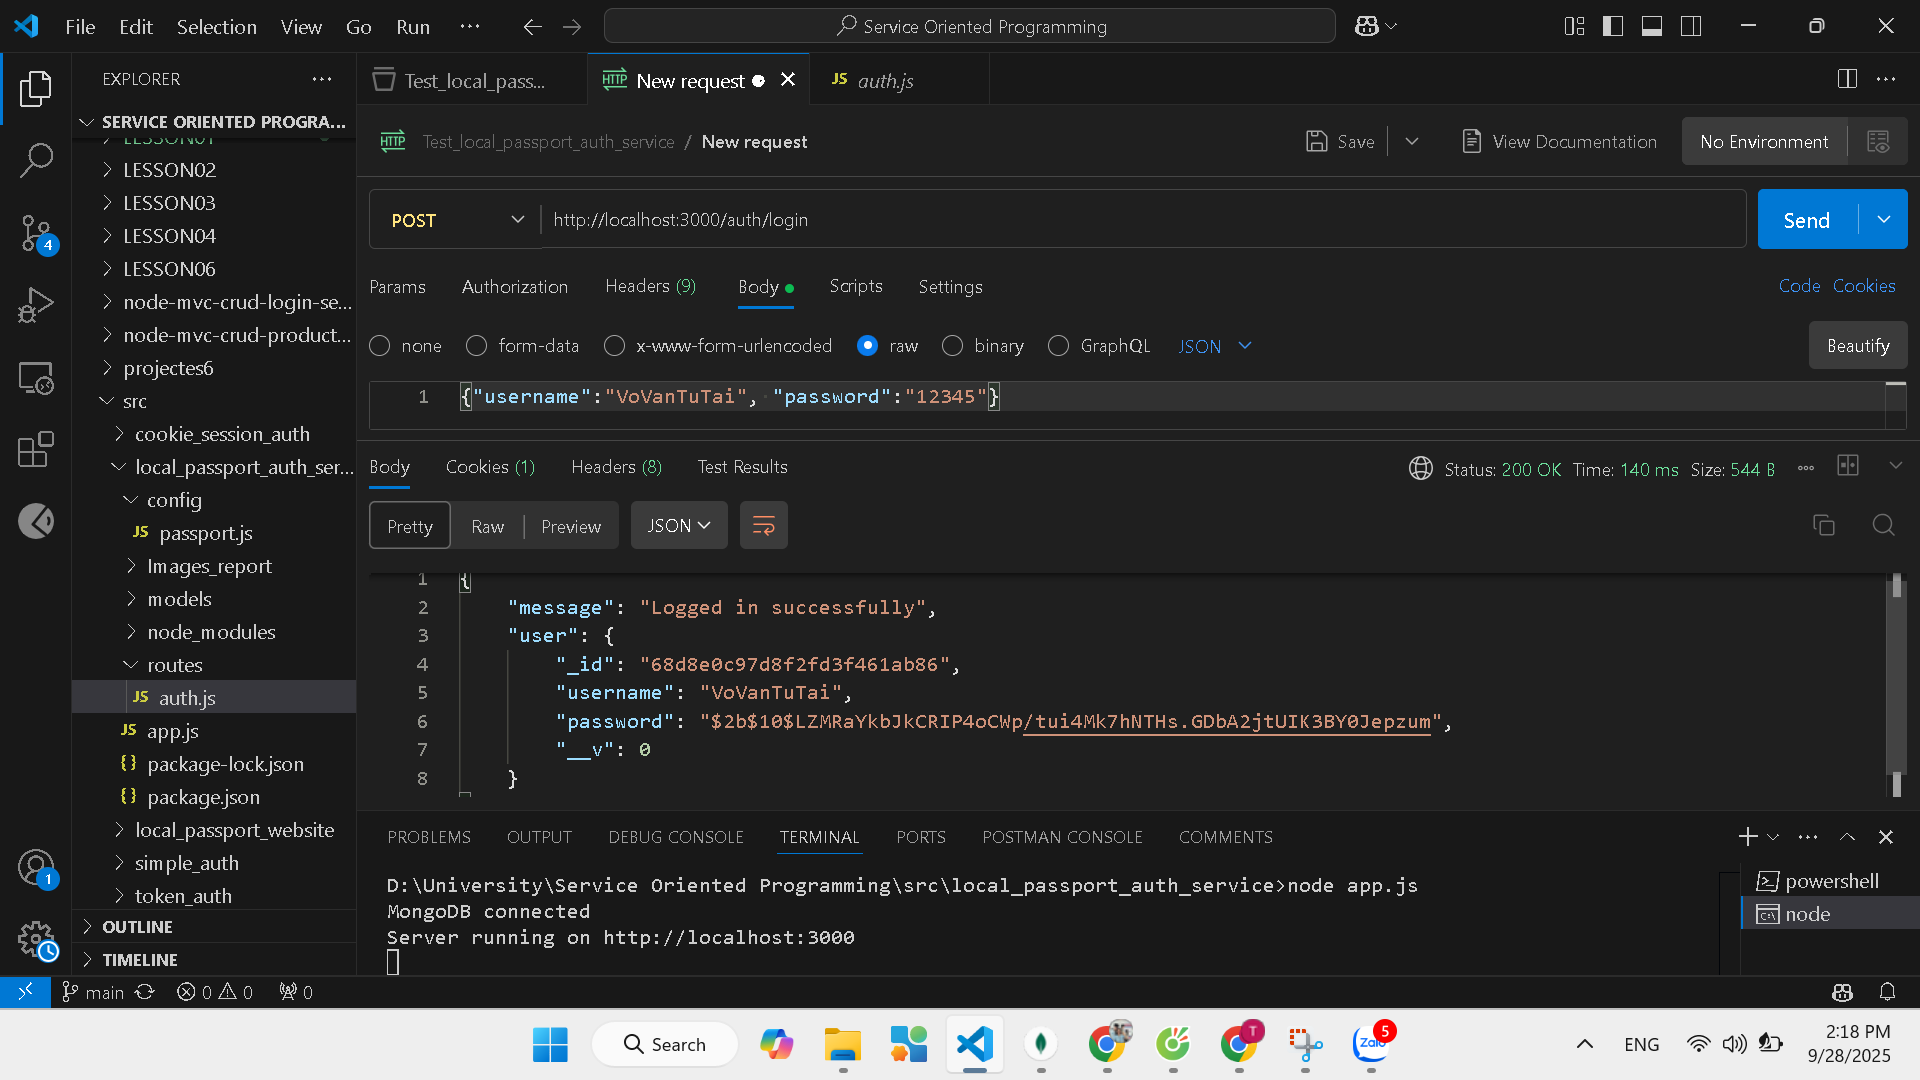 File Edit Selection View Go Run ···
Service Oriented Programming
EXPLORER
SERVICE ORIENTED PROGRA...
LESSON01
LESSON02
LESSON03
LESSON04
LESSON06
node-mvc-crud-login-se...
node-mvc-crud-product...
projectes6
src
cookie_session_auth
local_passport_auth_ser...
config
JS passport.js
Images_report
models
node_modules
routes
JS auth.js
JS app.js
{} package-lock.json
{} package.json
local_passport_website
simple_auth
token_auth
OUTLINE
TIMELINE
4
1
Test_local_pass...
HTTP New request
JS auth.js
HTTP Test_local_passport_auth_service / New request
Save
View Documentation
No Environment
POST http://localhost:3000/auth/login
Send
Params Authorization Headers (9) Body Scripts Settings
Code Cookies
none form-data x-www-form-urlencoded raw binary GraphQL JSON
Beautify
1 {"username":"VoVanTuTai", "password":"12345"}
Body Cookies (1) Headers (8) Test Results
Status: 200 OK Time: 140 ms Size: 544 B
Pretty Raw Preview JSON
1 {
2 "message": "Logged in successfully",
3 "user": {
4 "_id": "68d8e0c97d8f2fd3f461ab86",
5 "username": "VoVanTuTai",
6 "password": "$2b$10$LZMRaYkbJkCRIP4oCWp/tui4Mk7hNTHs.GDbA2jtUIK3BY0Jepzum",
7 "__v": 0
8 }
PROBLEMS OUTPUT DEBUG CONSOLE TERMINAL PORTS POSTMAN CONSOLE COMMENTS
D:\University\Service Oriented Programming\src\local_passport_auth_service>node app.js
MongoDB connected
Server running on http://localhost:3000
powershell
node
main 0 0 0
Search
Zalo
5
T
ENG
2:18 PM
9/28/2025